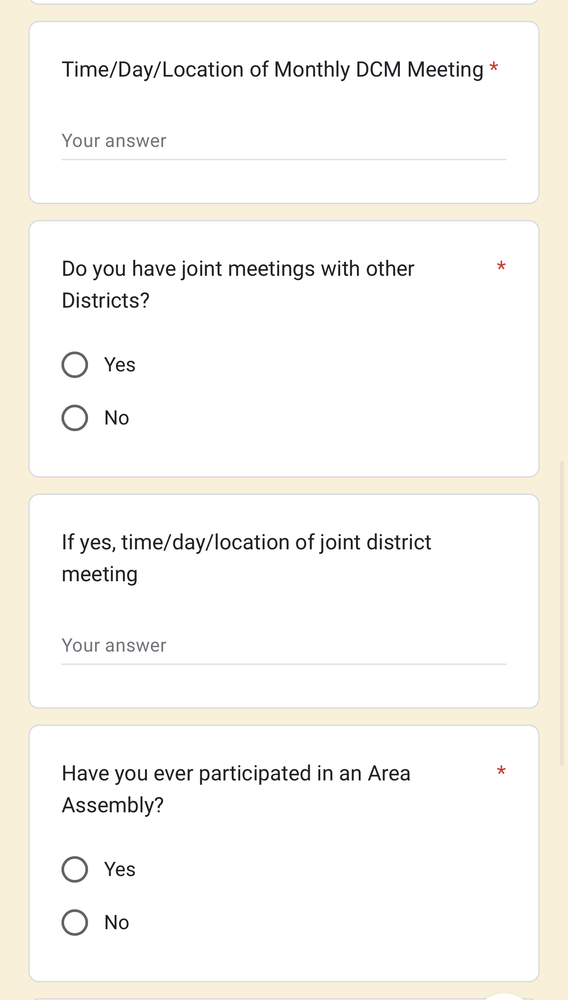 Time/Day/Location of Monthly DCM Meeting *
Your answer
Do you have joint meetings with other *
Districts?
Yes
No
If yes, time/day/location of joint district
meeting
Your answer
Have you ever participated in an Area *
Assembly?
Yes
No